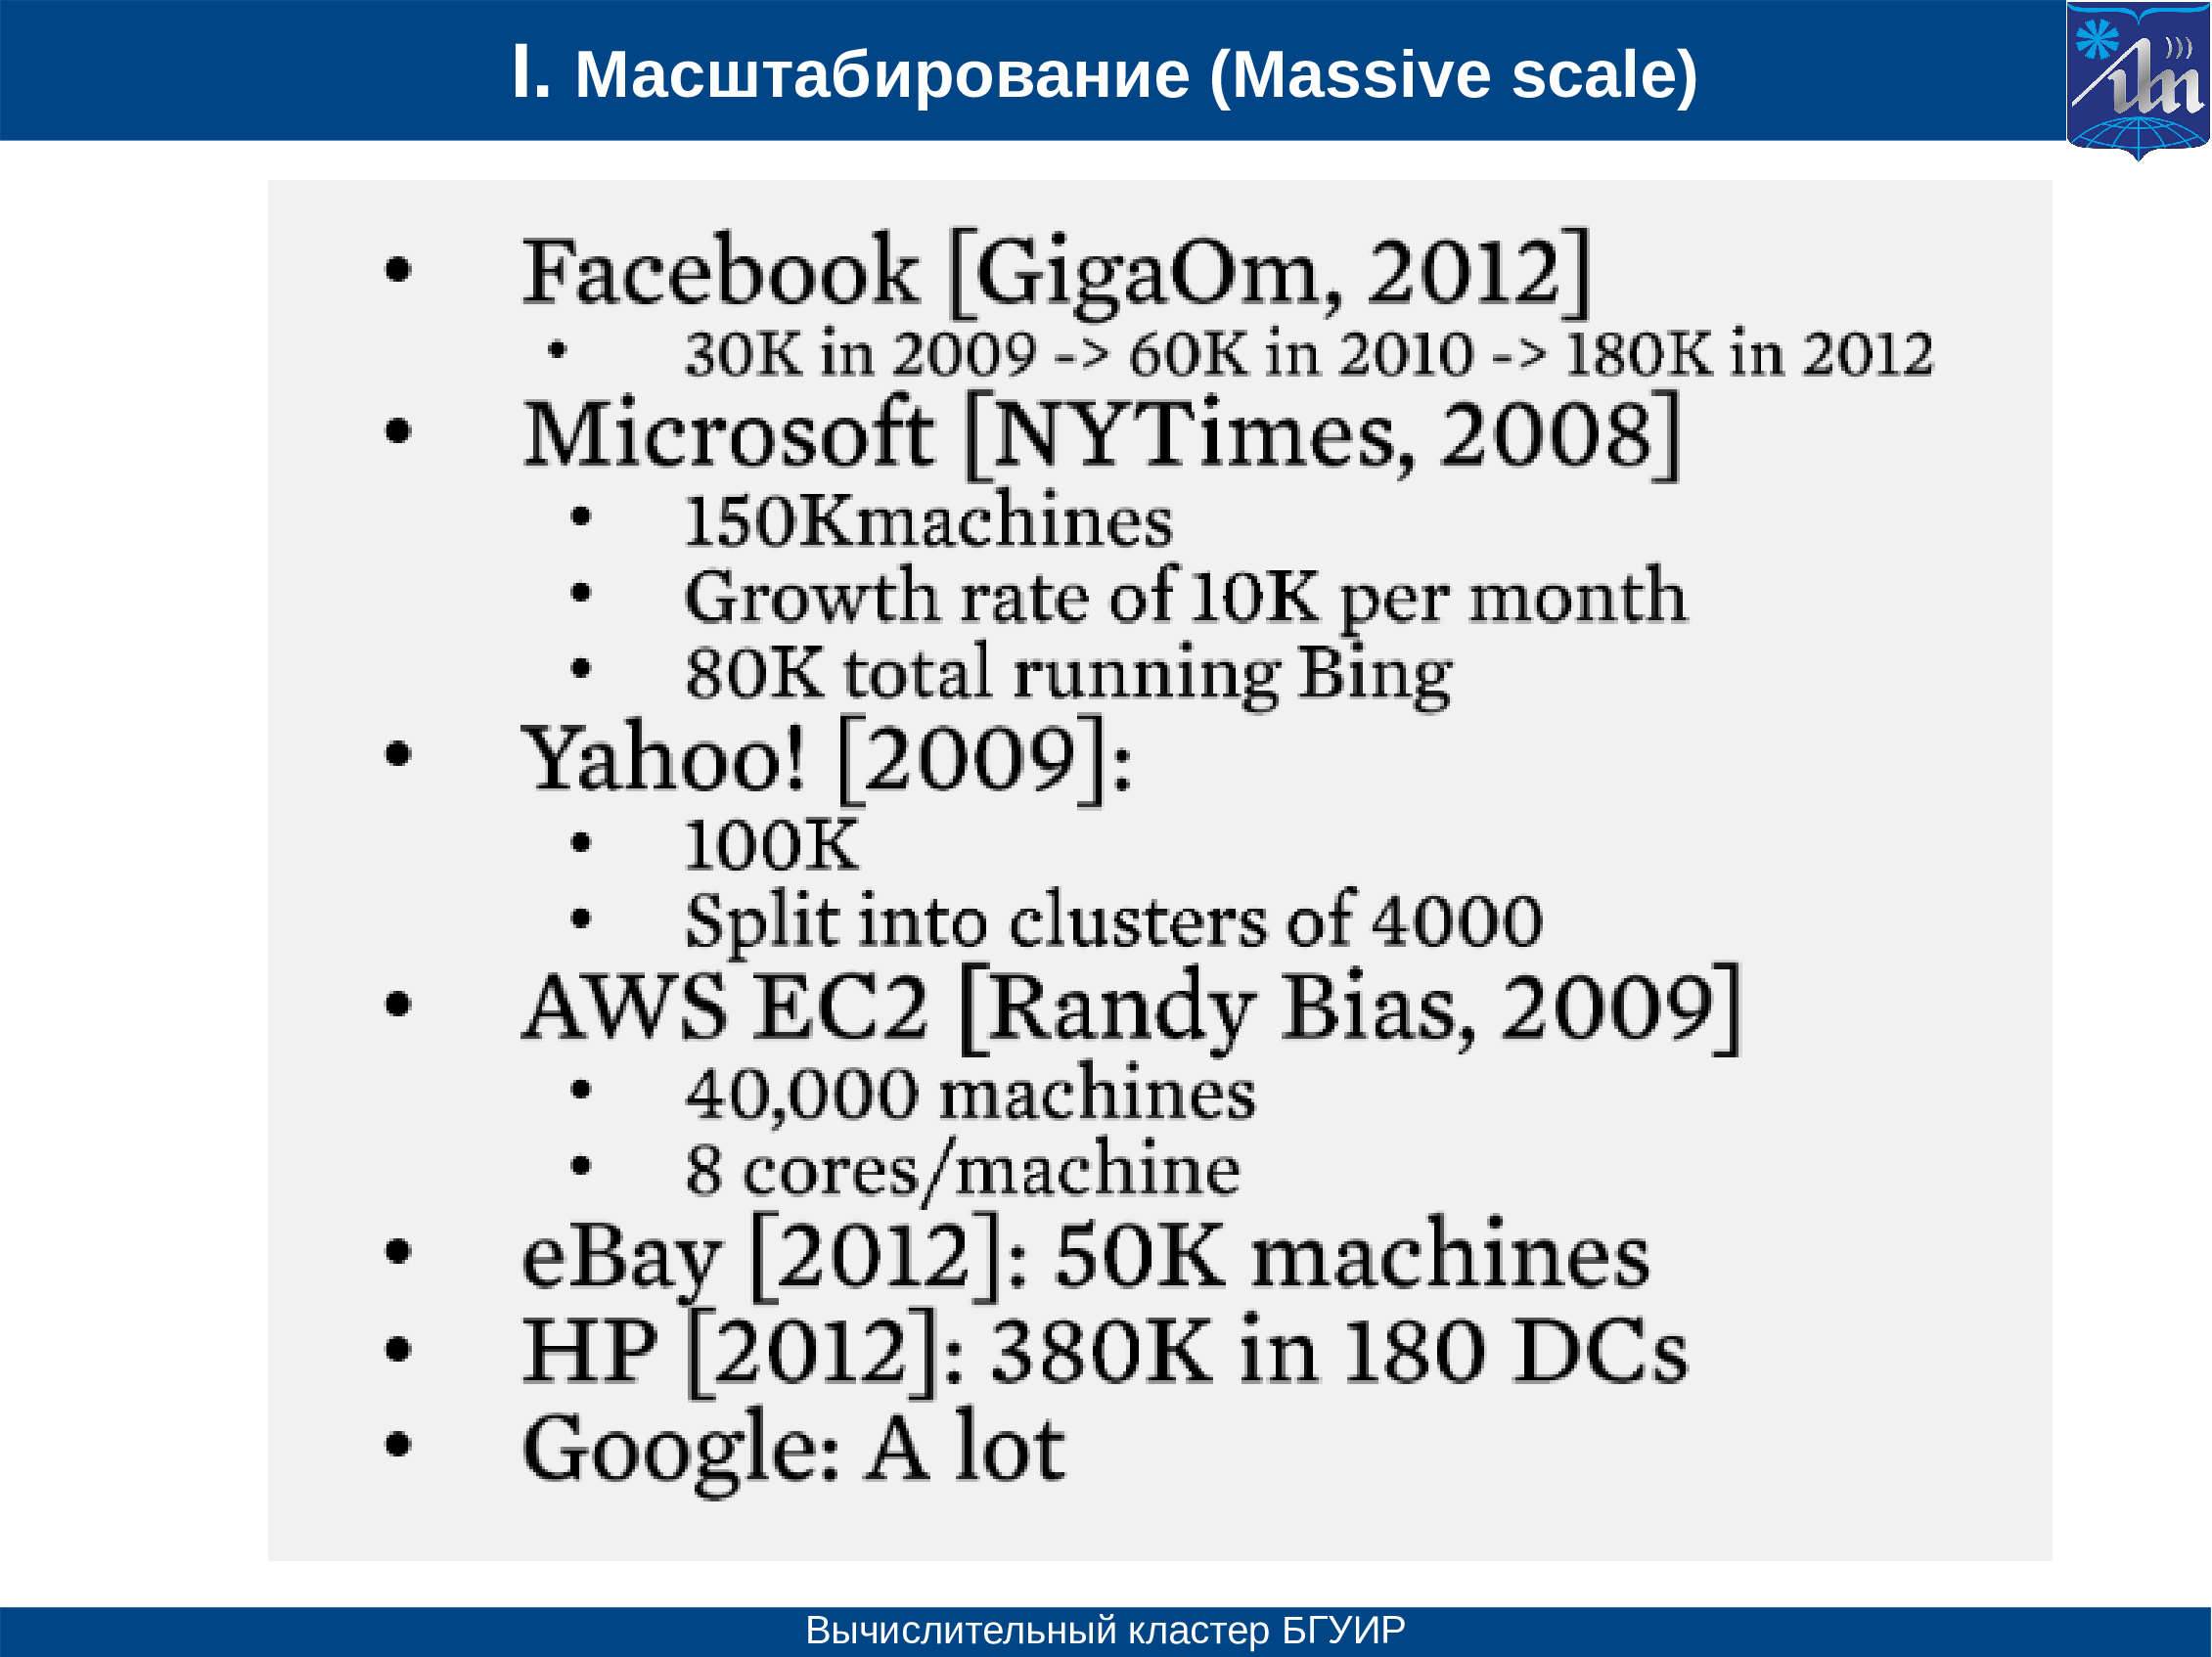 I. Масштабирование (Massive scale)
• Facebook [GigaOm, 2012]
• 30K in 2009 -> 60K in 2010 -> 180K in 2012
• Microsoft [NYTimes, 2008]
• 150Kmachines
• Growth rate of 10K per month
• 80K total running Bing
• Yahoo! [2009]:
• 100K
• Split into clusters of 4000
• AWS EC2 [Randy Bias, 2009]
• 40,000 machines
• 8 cores/machine
• eBay [2012]: 50K machines
• HP [2012]: 380K in 180 DCs
• Google: A lot
Вычислительный кластер БГУИР